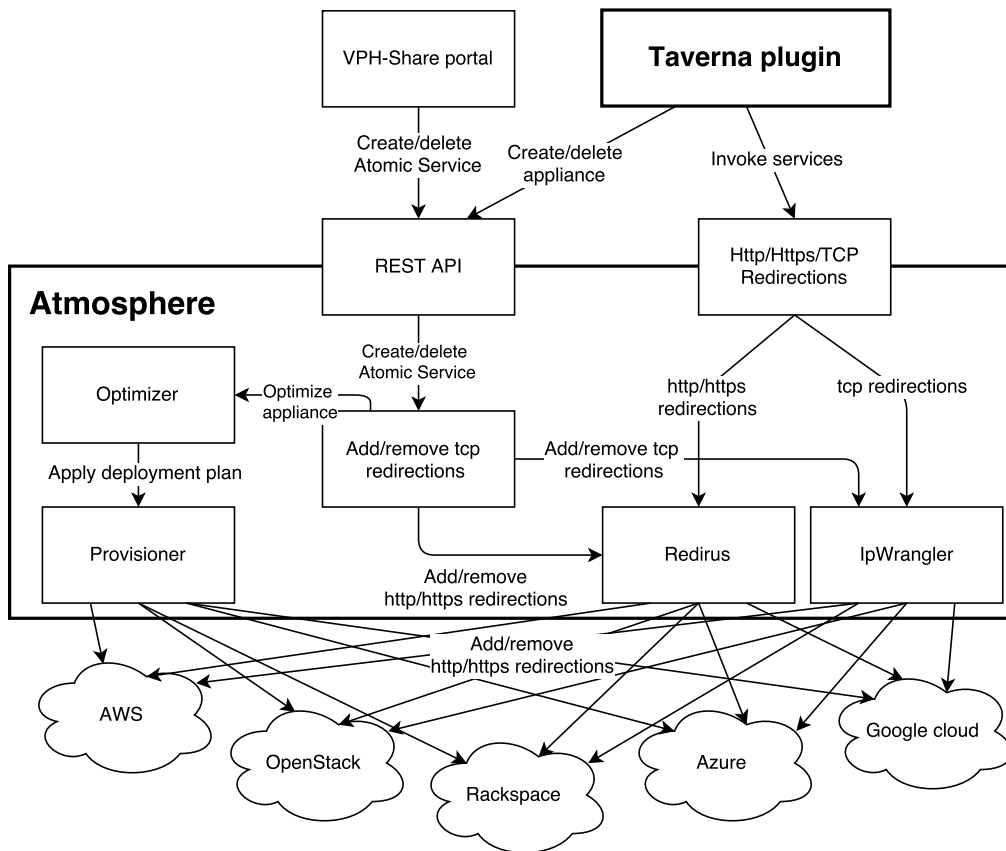 VPH-Share portal
Taverna plugin
Create/delete
Atomic Service
Create/delete
appliance
Invoke services
REST API
Http/Https/TCP
Redirections
Atmosphere
Create/delete
Atomic Service
Optimizer
Optimize
appliance
http/https
redirections
tcp redirections
Add/remove tcp
redirections
Add/remove tcp
redirections
Apply deployment plan
Provisioner
Redirus
IpWrangler
Add/remove
http/https redirections
Add/remove
http/https redirections
AWS
OpenStack
Rackspace
Azure
Google cloud